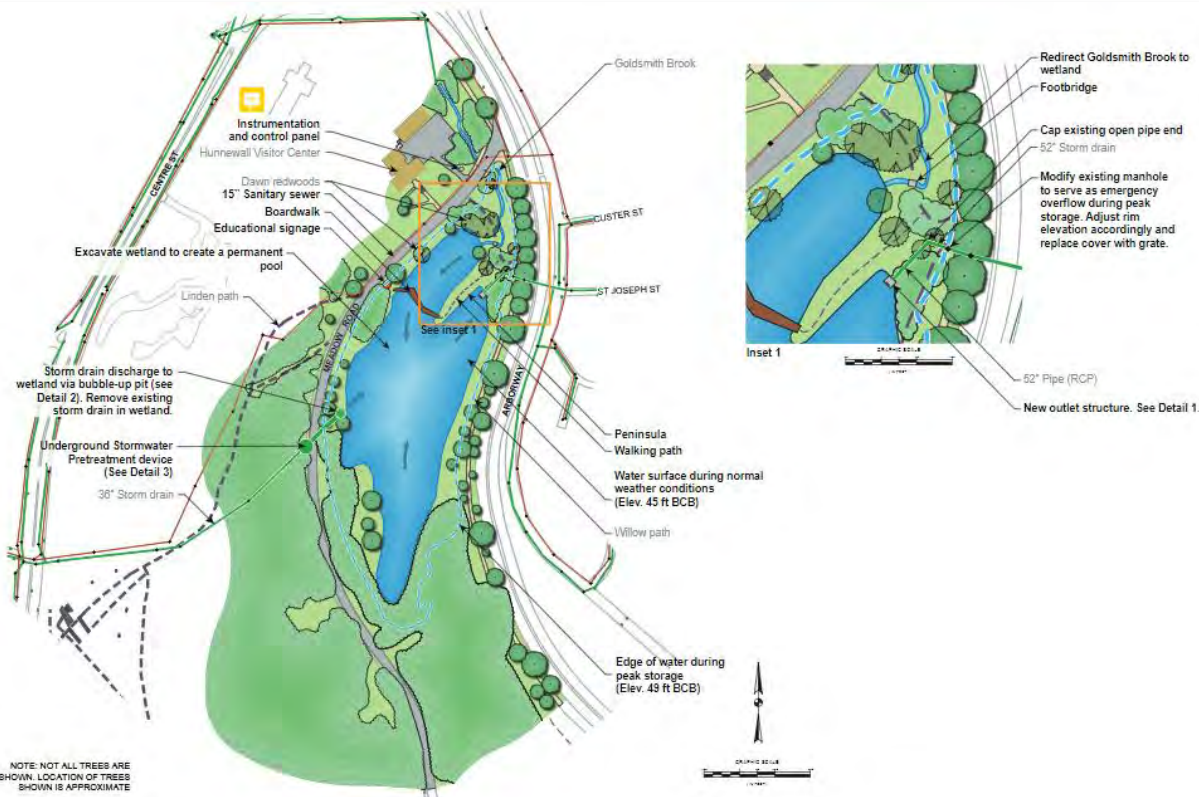 Goldsmith Brook
Instrumentation
and control panel
Hunnewall Visitor Center
Dawn redwoods
15" Sanitary sewer
Boardwalk
Educational signage
Excavate wetland to create a permanent
pool
Linden path
CENTRE ST
CUSTER ST
ST JOSEPH ST
See inset 1
MEADOW ROAD
ARBORWAY
Storm drain discharge to
wetland via bubble-up pit (see
Detail 2). Remove existing
storm drain in wetland.
Underground Stormwater
Pretreatment device
(See Detail 3)
36" Storm drain
Peninsula
Walking path
Water surface during normal
weather conditions
(Elev. 45 ft BCB)
Willow path
Edge of water during
peak storage
(Elev. 49 ft BCB)
NOTE: NOT ALL TREES ARE
SHOWN. LOCATION OF TREES
SHOWN IS APPROXIMATE
GRAPHIC SCALE
Redirect Goldsmith Brook to
wetland
Footbridge
Cap existing open pipe end
52" Storm drain
Modify existing manhole
to serve as emergency
overflow during peak
storage. Adjust rim
elevation accordingly and
replace cover with grate.
Inset 1
GRAPHIC SCALE
52" Pipe (RCP)
New outlet structure. See Detail 1.